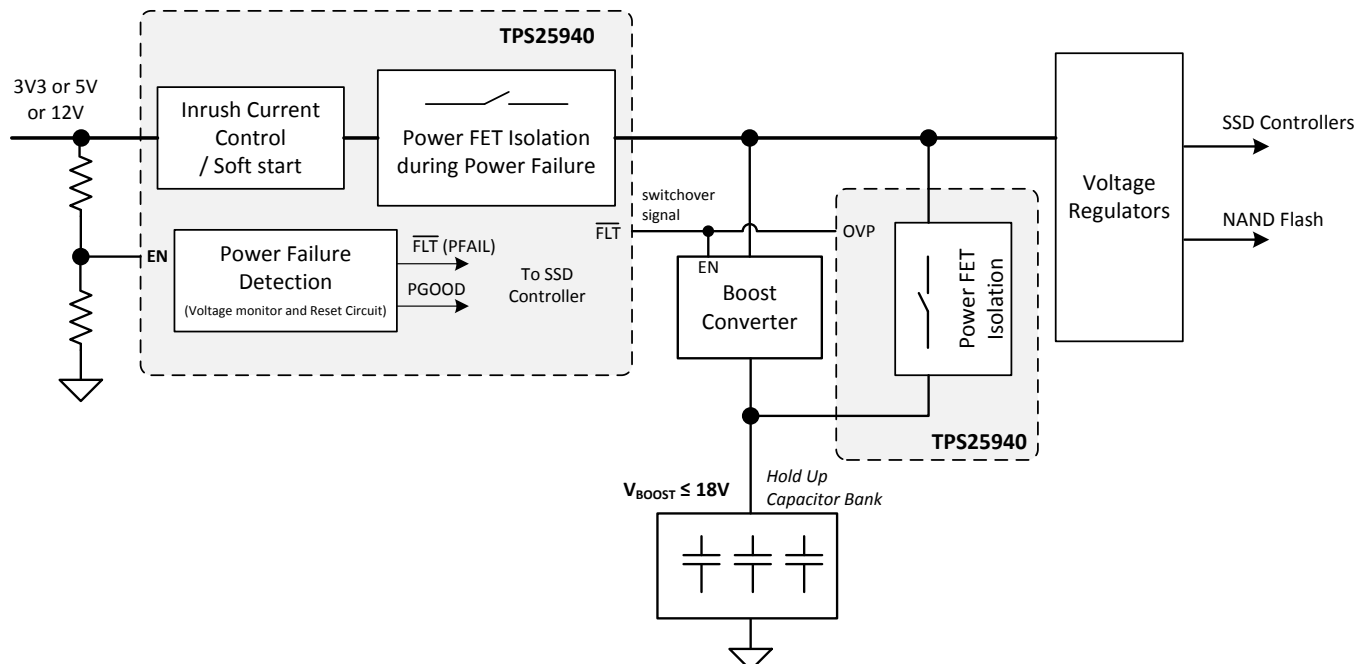 TPS25940
3V3 or 5V
or 12V
Inrush Current
Control
/ Soft start
Power FET Isolation
during Power Failure
SSD Controllers
Voltage
Regulators
NAND Flash
switchover
signal
FLT
OVP
EN
Power Failure
Detection
(Voltage monitor and Reset Circuit)
FLT (PFAIL)
PGOOD
To SSD
Controller
EN
Boost
Converter
Power FET
Isolation
TPS25940
VBOOST ≤ 18V
Hold Up
Capacitor Bank